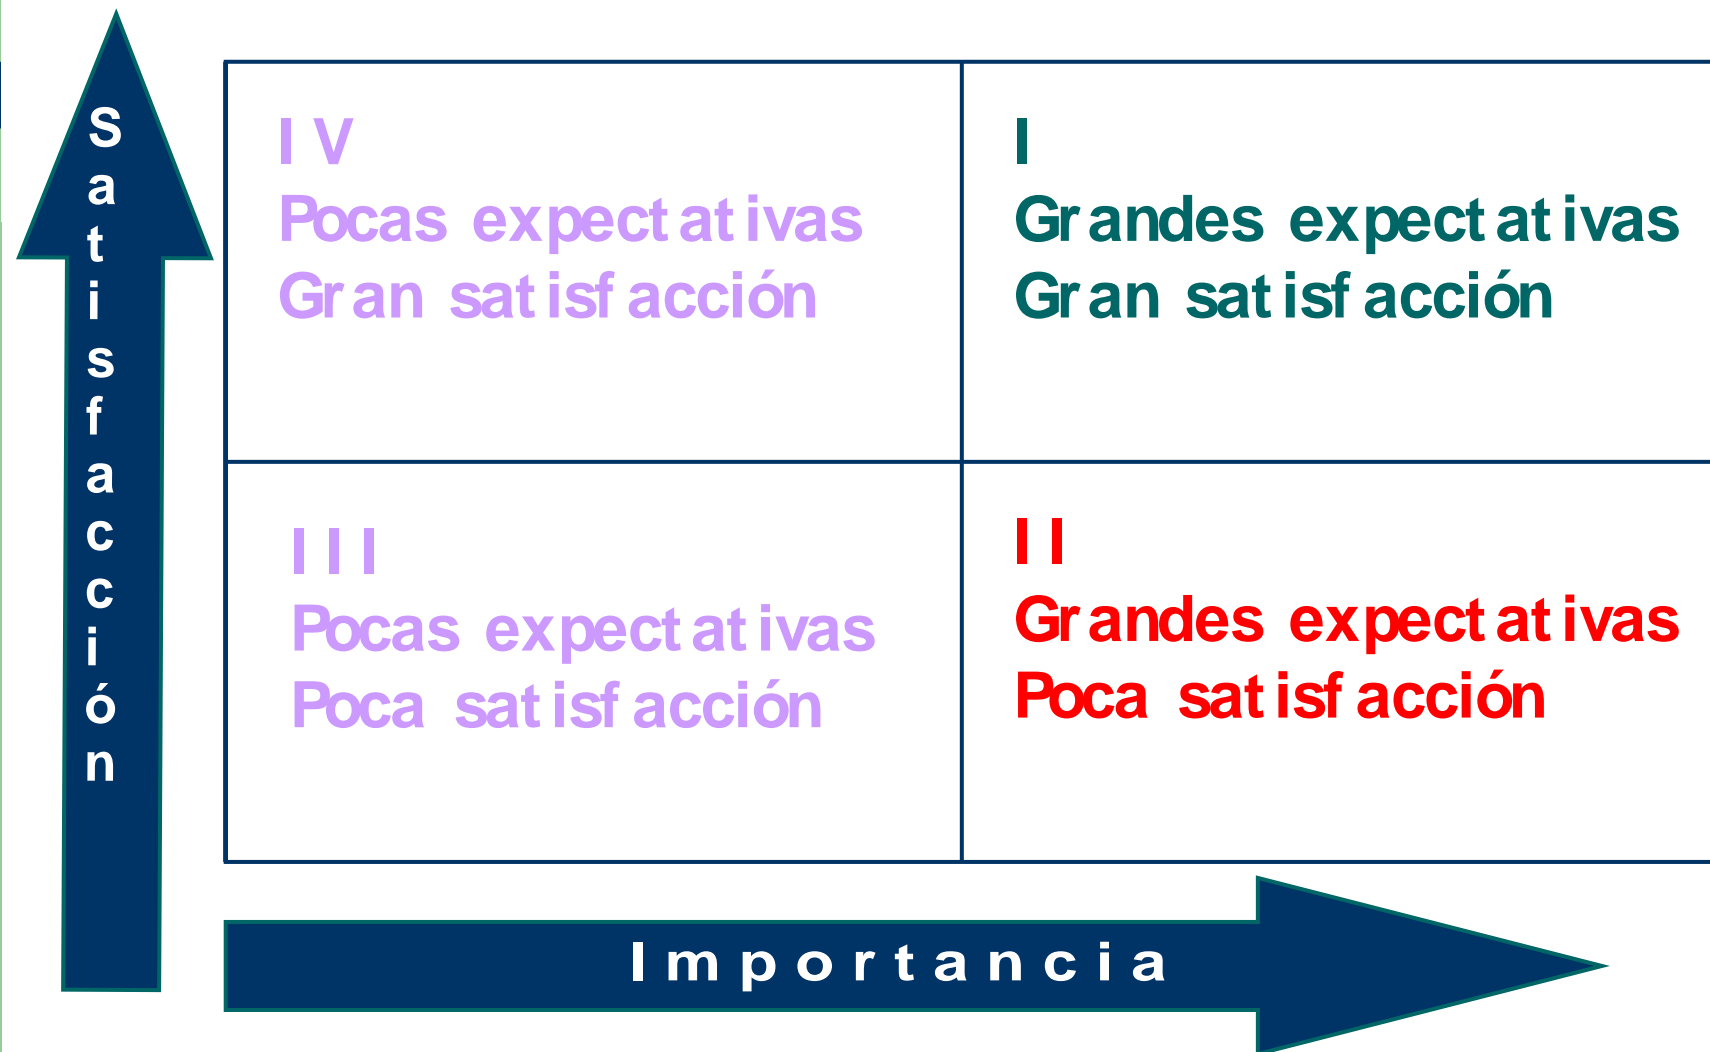 Satisfacción
IV
Pocas expectativas
Gran satisfacción
I
Grandes expectativas
Gran satisfacción
III
Pocas expectativas
Poca satisfacción
II
Grandes expectativas
Poca satisfacción
Importancia